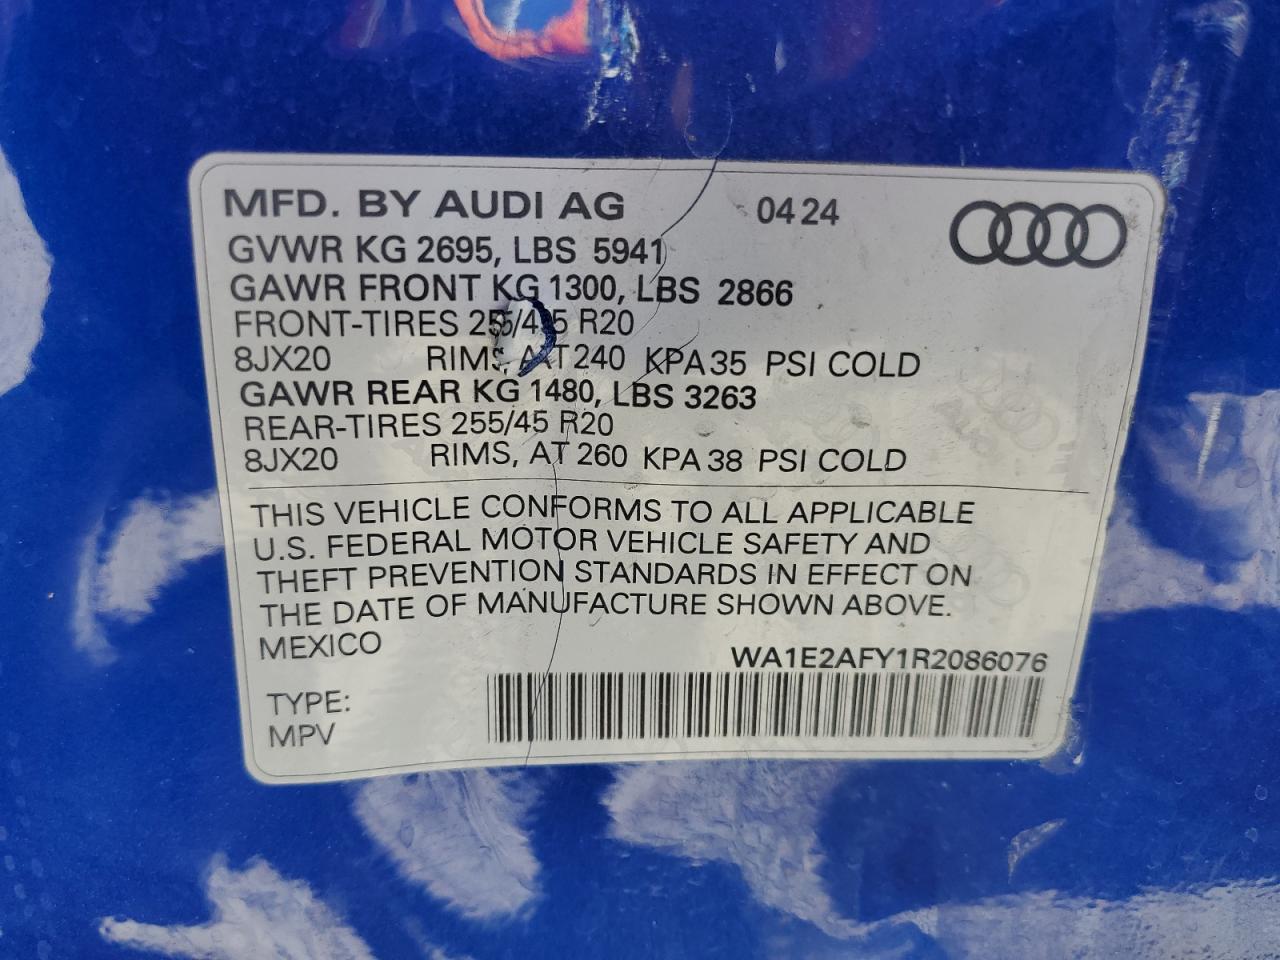 MFD. BY AUDI AG 04 24
GVWR KG 2695, LBS 5941
GAWR FRONT KG 1300, LBS 2866
FRONT-TIRES 255/45 R20
8JX20 RIMS, AT 240 KPA 35 PSI COLD
GAWR REAR KG 1480, LBS 3263
REAR-TIRES 255/45 R20
8JX20 RIMS, AT 260 KPA 38 PSI COLD
THIS VEHICLE CONFORMS TO ALL APPLICABLE
U.S. FEDERAL MOTOR VEHICLE SAFETY AND
THEFT PREVENTION STANDARDS IN EFFECT ON
THE DATE OF MANUFACTURE SHOWN ABOVE.
MEXICO
WA1E2AFY1R2086076
TYPE:
MPV